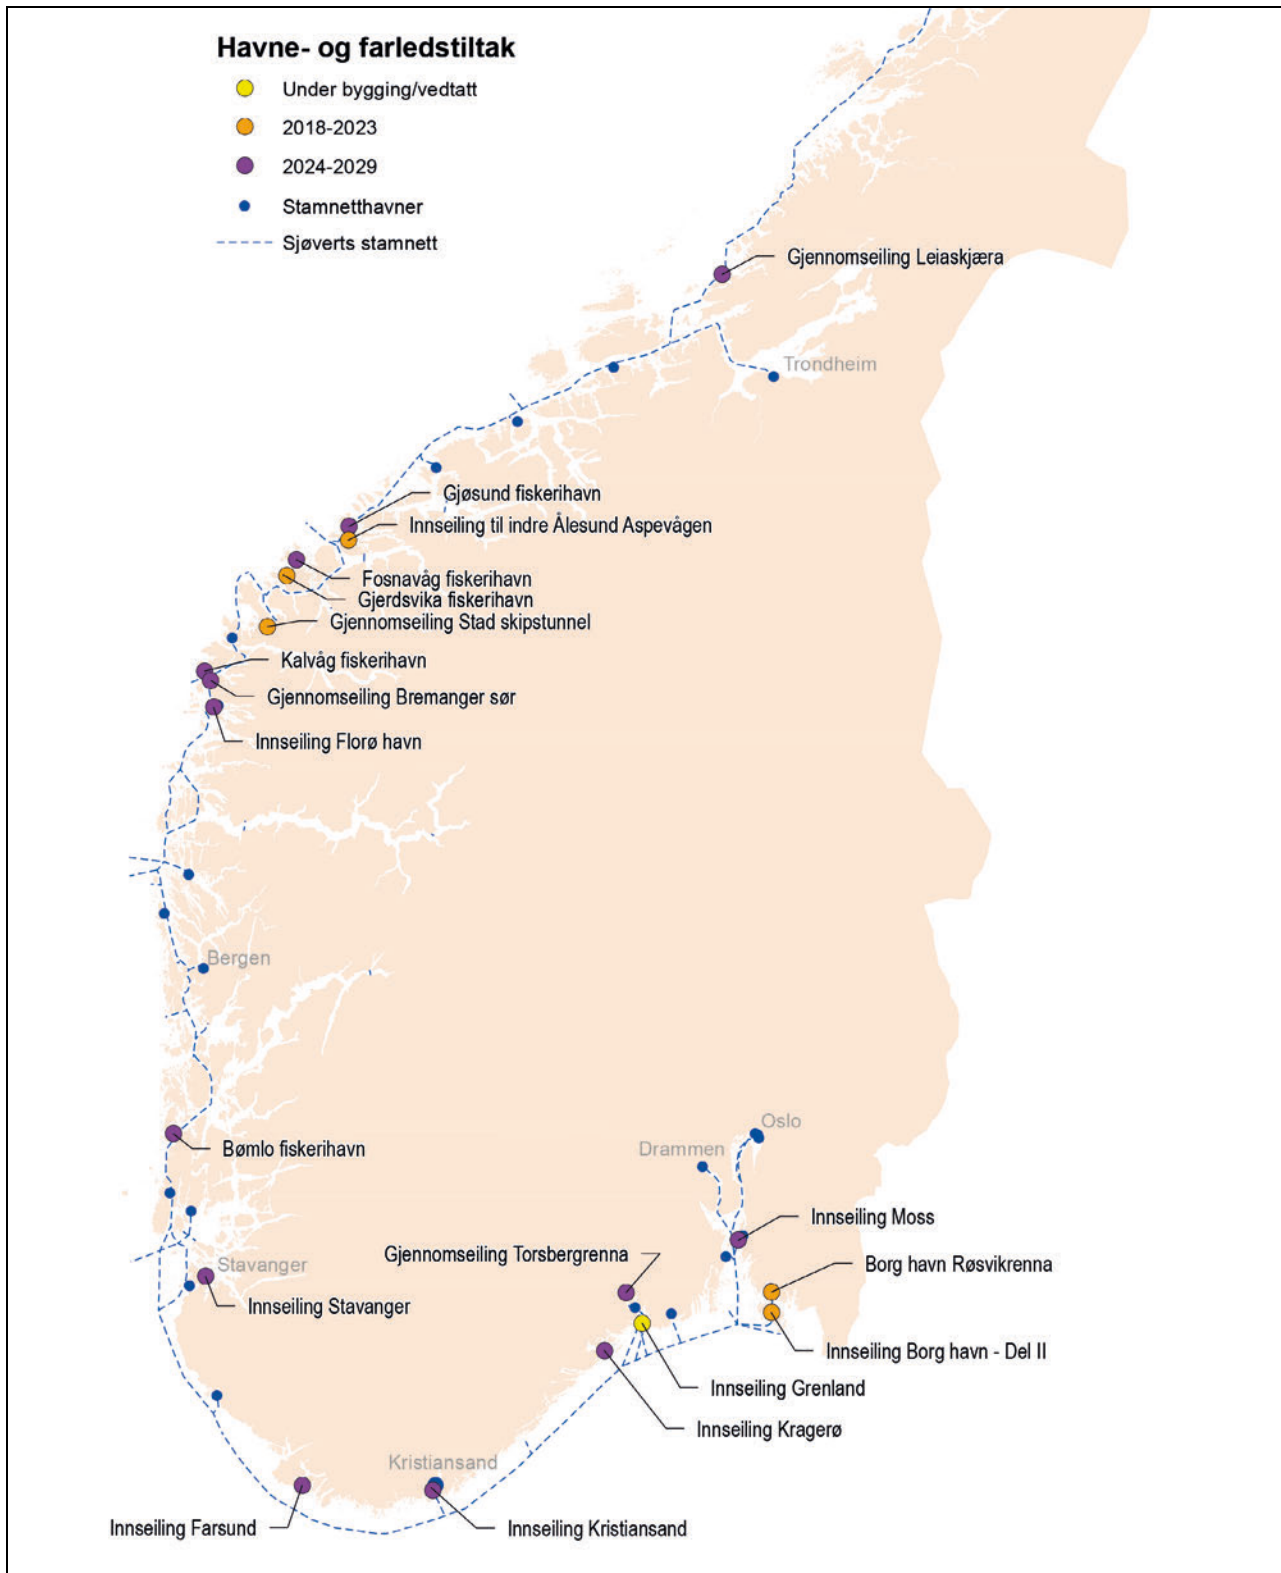 Havne- og farledstiltak
Under bygging/vedtatt
2018-2023
2024-2029
Stamnetthavner
Sjøverts stamnett
Gjennomseiling Leiaskjæra
Trondheim
Gjøsund fiskerihavn
Innseiling til indre Ålesund Aspevågen
Fosnavåg fiskerihavn
Gjerdsvika fiskerihavn
Gjennomseiling Stad skipstunnel
Kalvåg fiskerihavn
Gjennomseiling Bremanger sør
Innseiling Florø havn
Bergen
Oslo
Drammen
Bømlo fiskerihavn
Innseiling Moss
Gjennomseiling Torsbergrenna
Stavanger
Borg havn Røsvikrenna
Innseiling Stavanger
Innseiling Borg havn - Del II
Innseiling Grenland
Innseiling Kragerø
Kristiansand
Innseiling Farsund
Innseiling Kristiansand